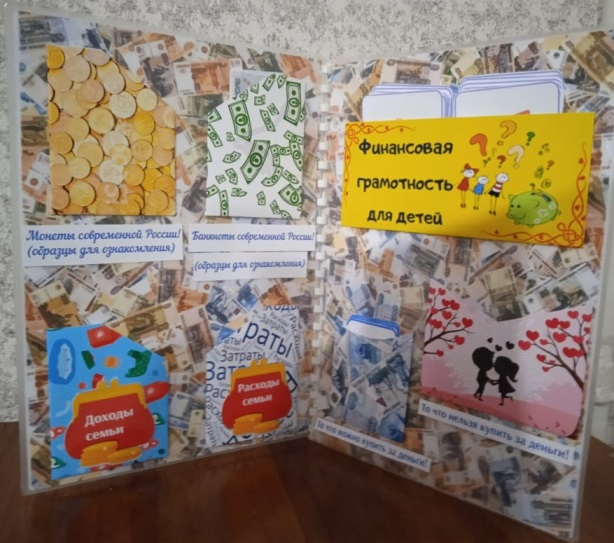 Монеты современной России!
(образцы для ознакомления)
Банкноты современной России!
(образцы для ознакомления)
Доходы
семьи
Затраты
Затраты
Расходы
семьи
Финансовая
грамотность
для детей
То что можно купить за деньги!
То что нельзя купить за деньги!